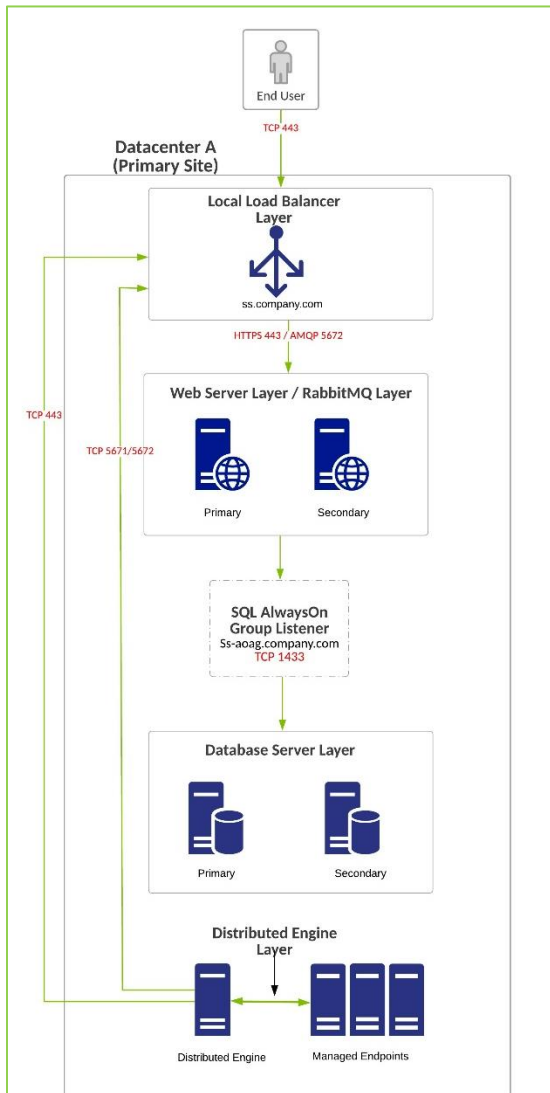 End User
TCP 443
Datacenter A
(Primary Site)
Local Load Balancer
Layer
ss.company.com
HTTPS 443 / AMQP 5672
Web Server Layer / RabbitMQ Layer
TCP 443
TCP 5671/5672
Primary
Secondary
SQL AlwaysOn
Group Listener
Ss-aoag.company.com
TCP 1433
Database Server Layer
Primary
Secondary
Distributed Engine
Layer
Distributed Engine
Managed Endpoints